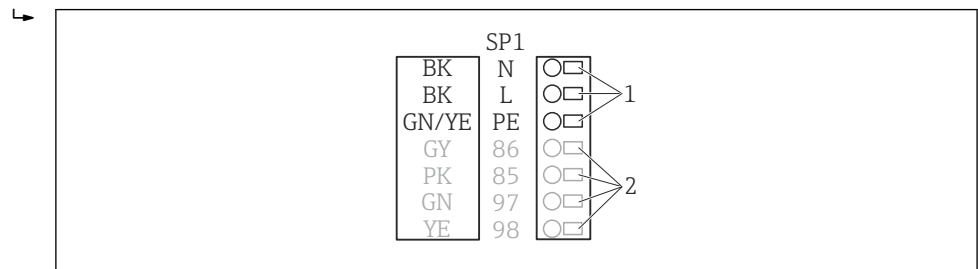 SP1
BK N
BK L 1
GN/YE PE
GY 86
PK 85 2
GN 97
YE 98